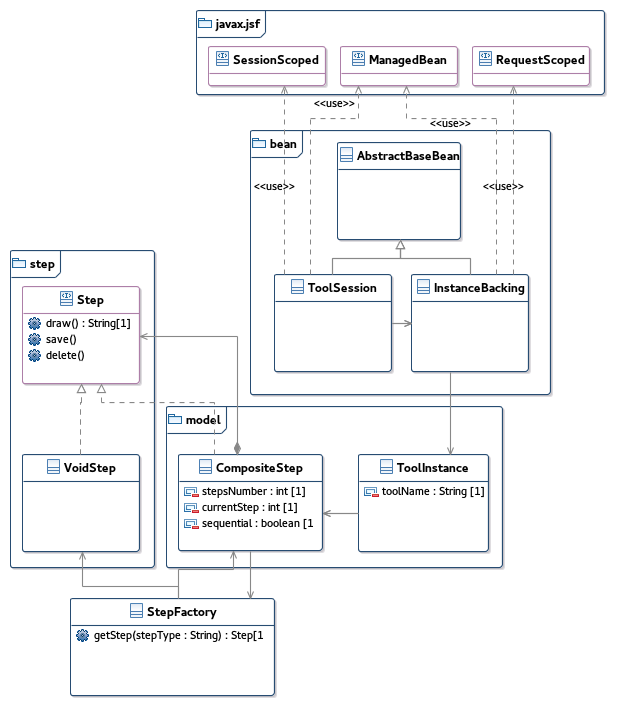 javax.jsf
SessionScoped
ManagedBean
RequestScoped
<<use>>
<<use>>
bean
AbstractBaseBean
<<use>>
<<use>>
step
Step
draw() : String[1]
save()
delete()
ToolSession
InstanceBacking
model
VoidStep
CompositeStep
stepsNumber : int [1]
currentStep : int [1]
sequential : boolean [1
ToolInstance
toolName : String [1]
StepFactory
getStep(stepType : String) : Step[1